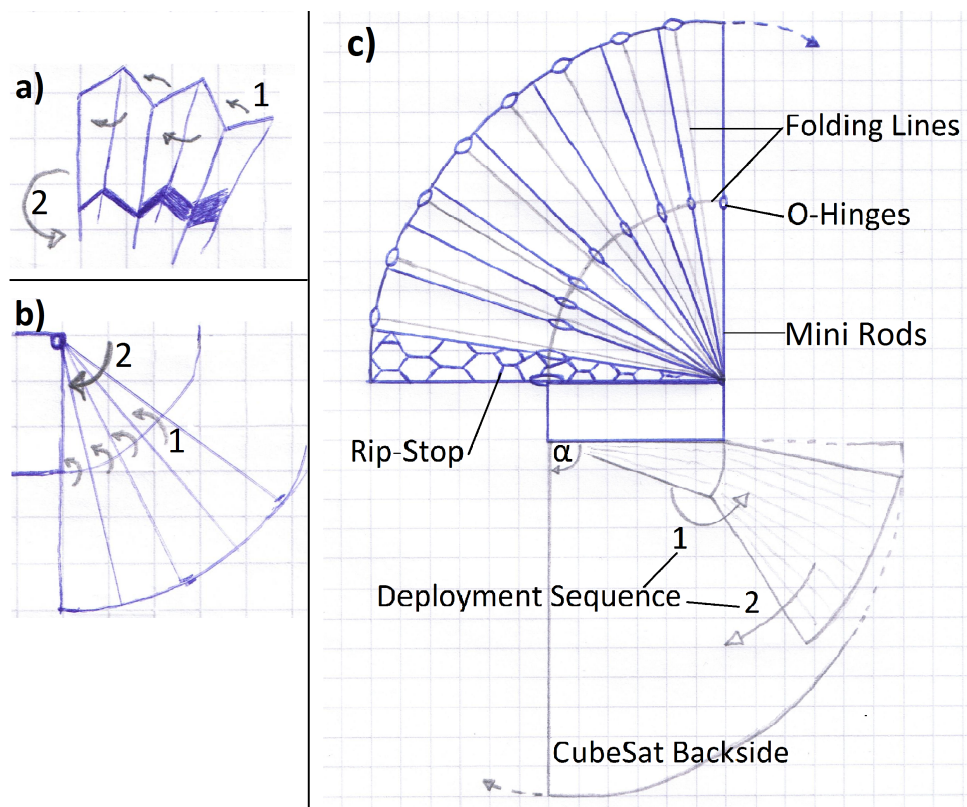 a)
1
2
b)
2
1
c)
Folding Lines
O-Hinges
Mini Rods
Rip-Stop
α
1
Deployment Sequence
2
CubeSat Backside